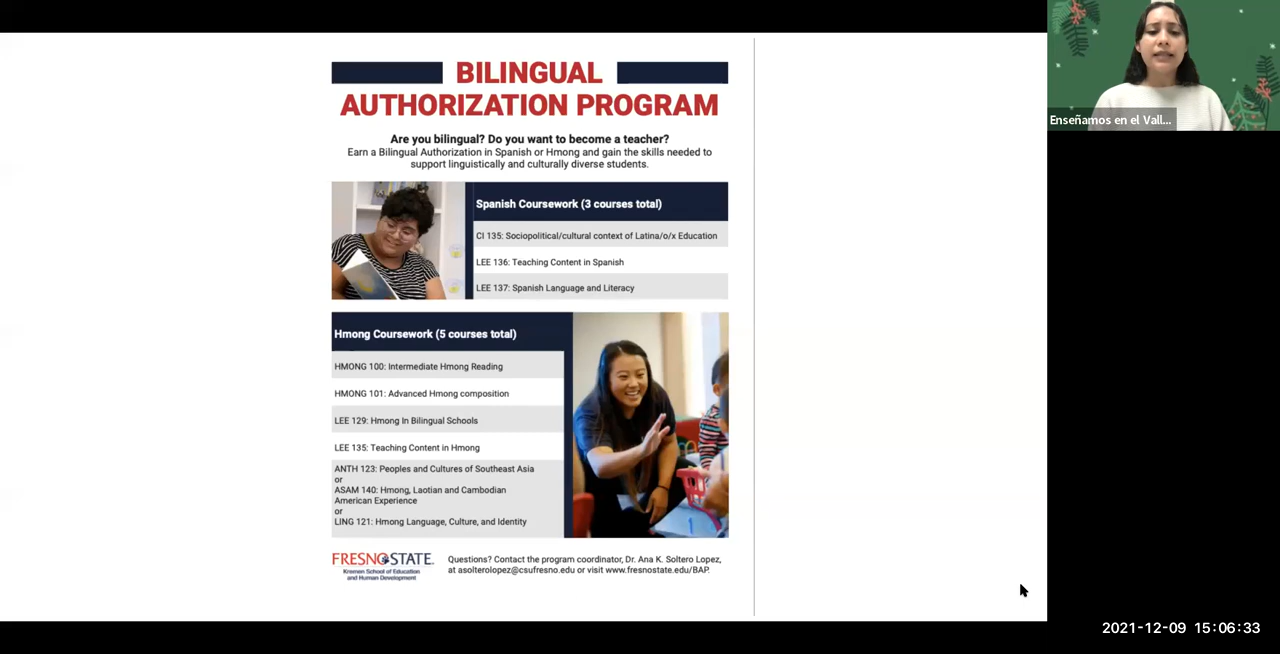 BILINGUAL
AUTHORIZATION PROGRAM
Are you bilingual? Do you want to become a teacher?
Earn a Bilingual Authorization in Spanish or Hmong and gain the skills needed to
support linguistically and culturally diverse students.
Spanish Coursework (3 courses total)
CI 135: Sociopolitical/cultural context of Latina/o/x Education
LEE 136: Teaching Content in Spanish
LEE 137: Spanish Language and Literacy
Hmong Coursework (5 courses total)
HMONG 100: Intermediate Hmong Reading
HMONG 101: Advanced Hmong composition
LEE 129: Hmong In Bilingual Schools
LEE 135: Teaching Content in Hmong
ANTH 123: Peoples and Cultures of Southeast Asia
or
ASAM 140: Hmong, Laotian and Cambodian
American Experience
or
LING 121: Hmong Language, Culture, and Identity
FRESNO STATE
Kremen School of Education
and Human Development
Questions? Contact the program coordinator, Dr. Ana K. Soltero Lopez,
at asolterolopez@csufresno.edu or visit www.fresnostate.edu/BAP.
Enseñamos en el Vall...
2021-12-09 15:06:33